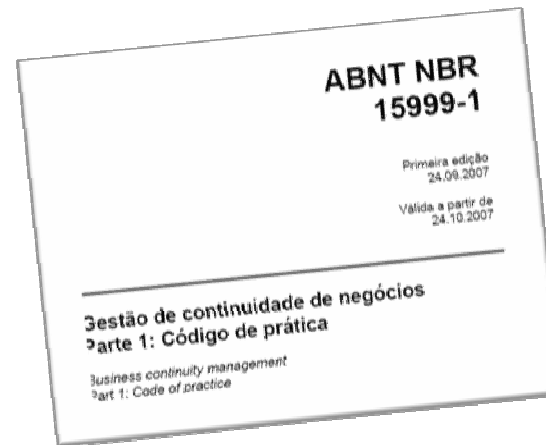 ABNT NBR
15999-1
Primeira edição
24.09.2007
Válida a partir de
24.10.2007
Gestão de continuidade de negócios
Parte 1: Código de prática
Business continuity management
Part 1: Code of practice